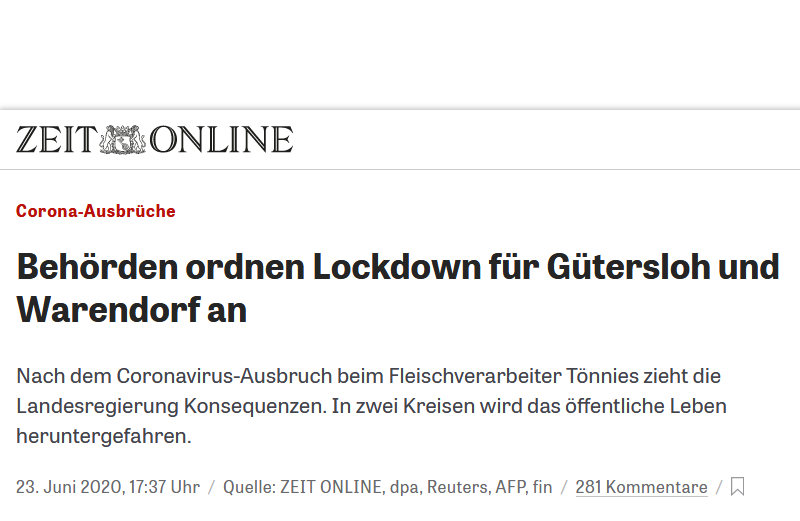 ZEIT ONLINE
Corona-Ausbrüche
Behörden ordnen Lockdown für Gütersloh und
Warendorf an
Nach dem Coronavirus-Ausbruch beim Fleischverarbeiter Tönnies zieht die
Landesregierung Konsequenzen. In zwei Kreisen wird das öffentliche Leben
heruntergefahren.
23. Juni 2020, 17:37 Uhr / Quelle: ZEIT ONLINE, dpa, Reuters, AFP, fin / 281 Kommentare /